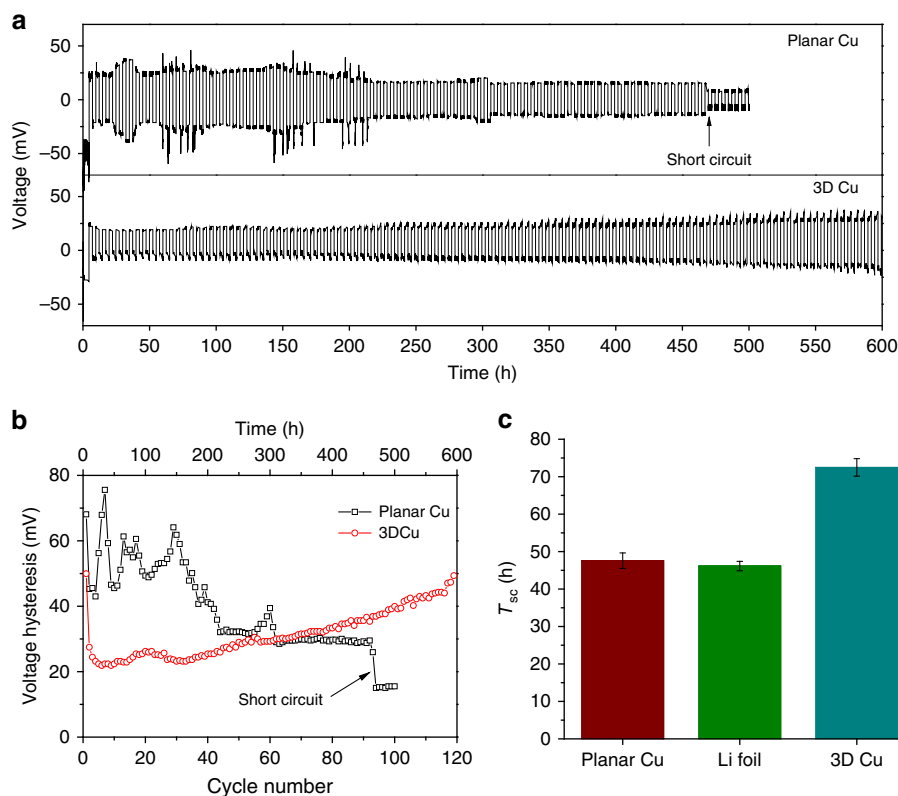 a
Planar Cu
50
0
−50
Short circuit
3D Cu
50
0
−50
Voltage (mV)
0 50 100 150 200 250 300 350 400 450 500 550 600
Time (h)
b
Time (h)
0 100 200 300 400 500 600
80
60
40
20
0
Voltage hysteresis (mV)
Planar Cu
3DCu
Short circuit
0 20 40 60 80 100 120
Cycle number
c
80
70
60
50
40
30
20
10
0
Tsc (h)
Planar Cu Li foil 3D Cu